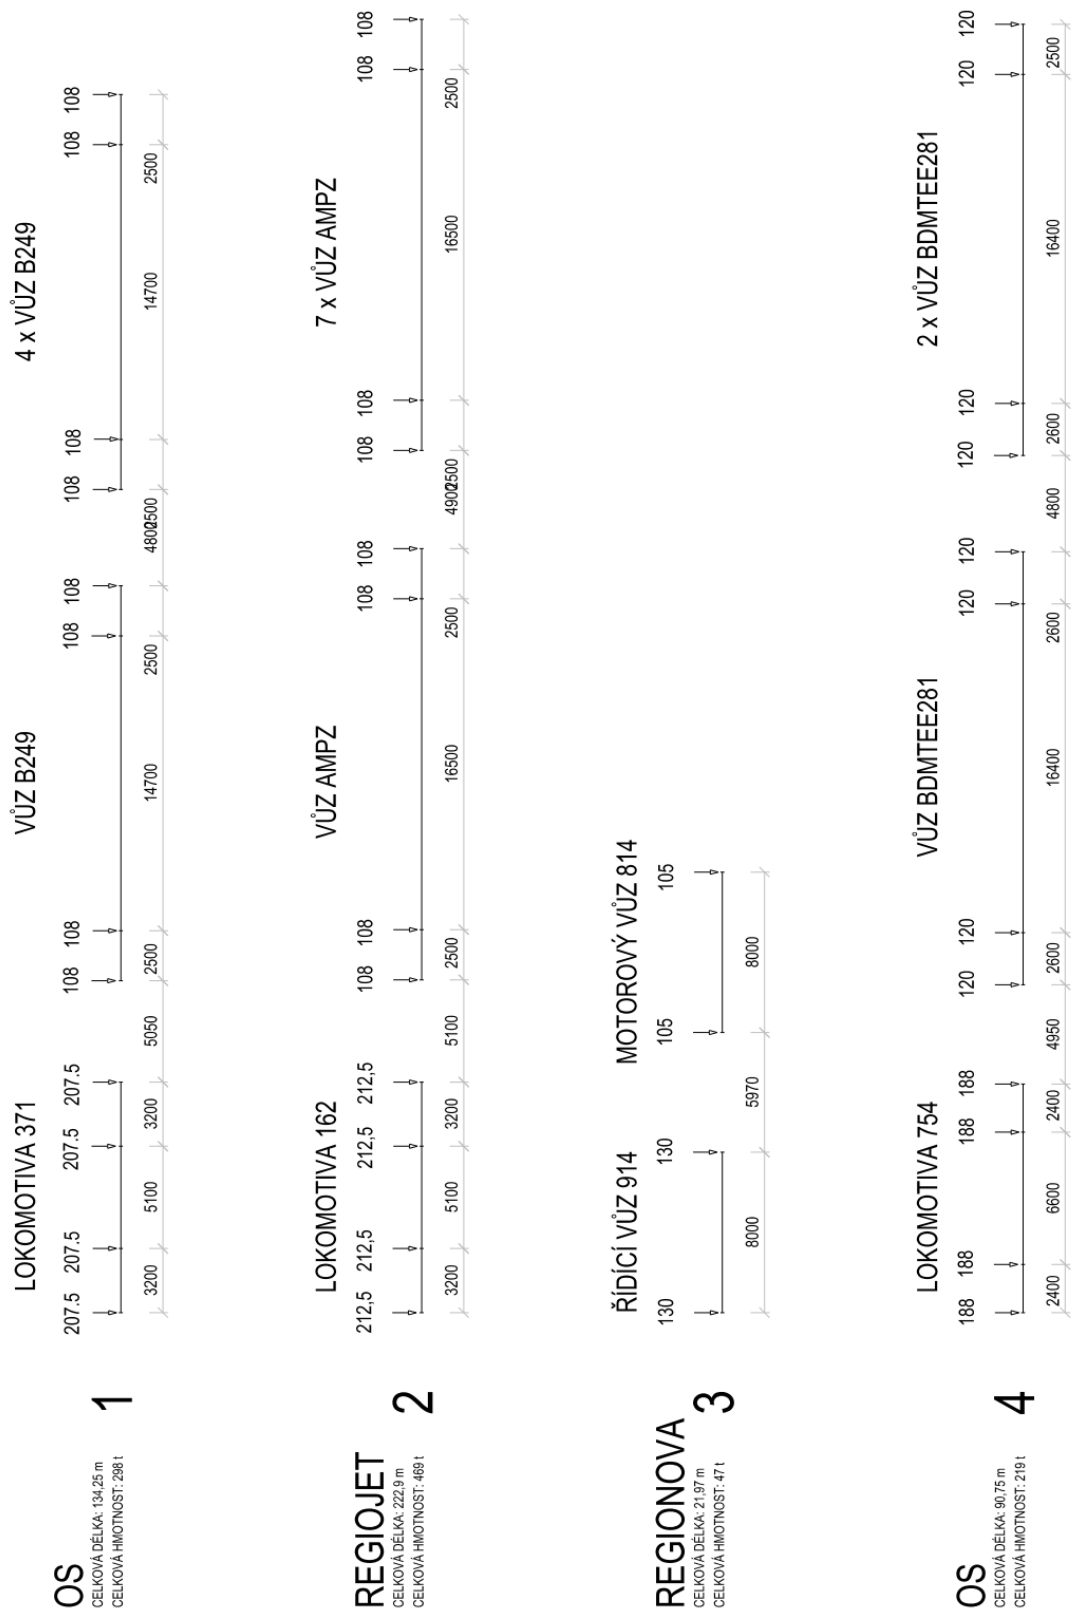 OS
CELKOVÁ DÉLKA: 134,25 m
CELKOVÁ HMOTNOST: 298 t
1
LOKOMOTIVA 371
VŮZ B249
4 x VŮZ B249
207.5 207.5 207.5 207.5 108 108 108 108 108 108 108 108
3200 5100 3200 5050 2500 14700 2500 4800 2500 14700 2500
REGIOJET
CELKOVÁ DÉLKA: 222,9 m
CELKOVÁ HMOTNOST: 469 t
2
LOKOMOTIVA 162
VŮZ AMPZ
7 x VŮZ AMPZ
212,5 212,5 212,5 212,5 108 108 108 108 108 108 108 108
3200 5100 3200 5100 2500 16500 2500 4900 2500 16500 2500
REGIONOVA
CELKOVÁ DÉLKA: 21,97 m
CELKOVÁ HMOTNOST: 47 t
3
ŘÍDÍCÍ VŮZ 914
MOTOROVÝ VŮZ 814
130 130 105 105
8000 5970 8000
OS
CELKOVÁ DÉLKA: 90,75 m
CELKOVÁ HMOTNOST: 219 t
4
LOKOMOTIVA 754
VŮZ BDMTEE281
2 x VŮZ BDMTEE281
188 188 188 188 120 120 120 120 120 120 120 120
2400 6600 2400 4950 2600 16400 2600 4800 2600 16400 2500